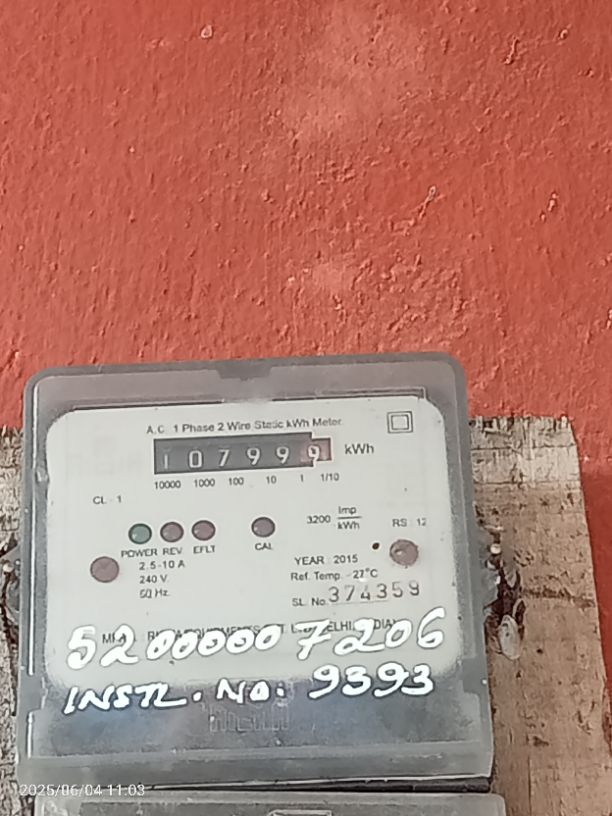 A.C. 1 Phase 2 Wire Static kWh Meter
107999 kWh
10000 1000 100 10 1 1/10
CL. 1
3200 Imp/kWh
RS 12
POWER REV EFLT CAL
2.5-10 A
240 V.
50 Hz.
YEAR 2015
Ref. Temp. -27°C
SL. No. 374359
DELHI
52000007206
INSTL. NO: 9393
2025/06/04 11:03